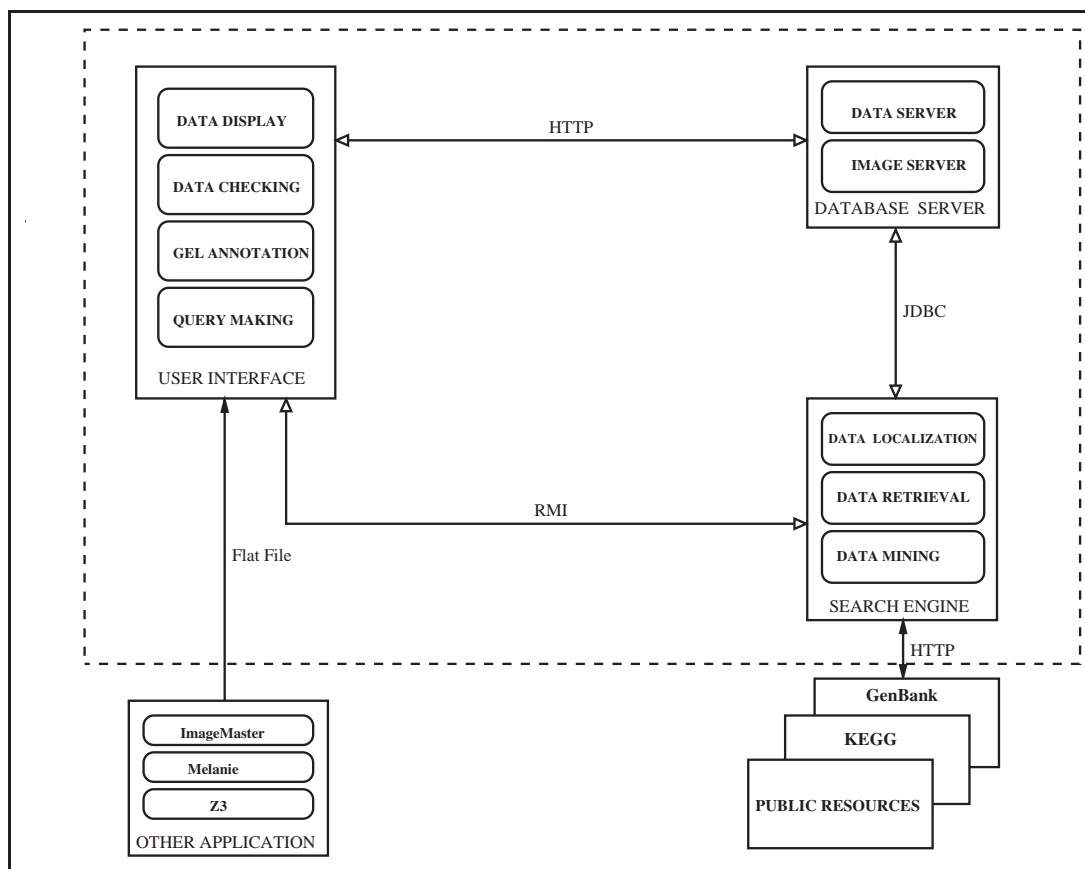 DATA DISPLAY
DATA CHECKING
GEL ANNOTATION
QUERY MAKING
USER INTERFACE
HTTP
DATA SERVER
IMAGE SERVER
DATABASE SERVER
JDBC
RMI
DATA LOCALIZATION
DATA RETRIEVAL
DATA MINING
SEARCH ENGINE
Flat File
HTTP
ImageMaster
Melanie
Z3
OTHER APPLICATION
GenBank
KEGG
PUBLIC RESOURCES